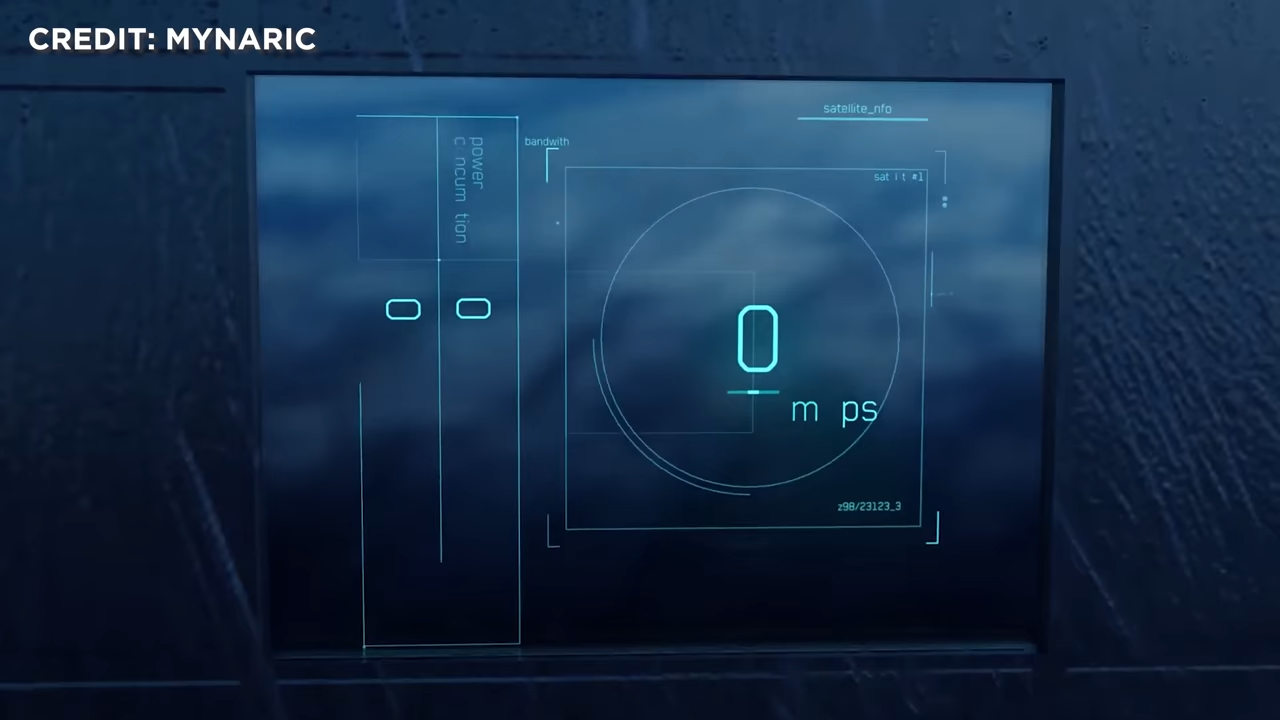 CREDIT: MYNARIC
satellite_nfo
bandwith
power
c ncum tion
sat i t #1
0 0
0
m ps
z98/23123_3